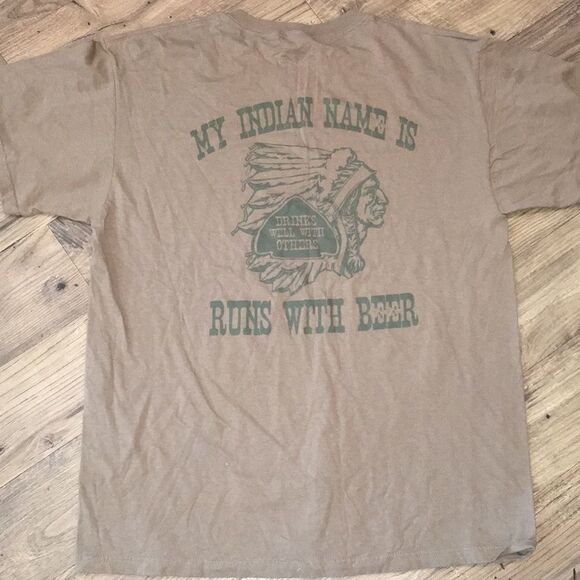 MY INDIAN NAME IS
DRINKS
WELL WITH
OTHERS
RUNS WITH BEER